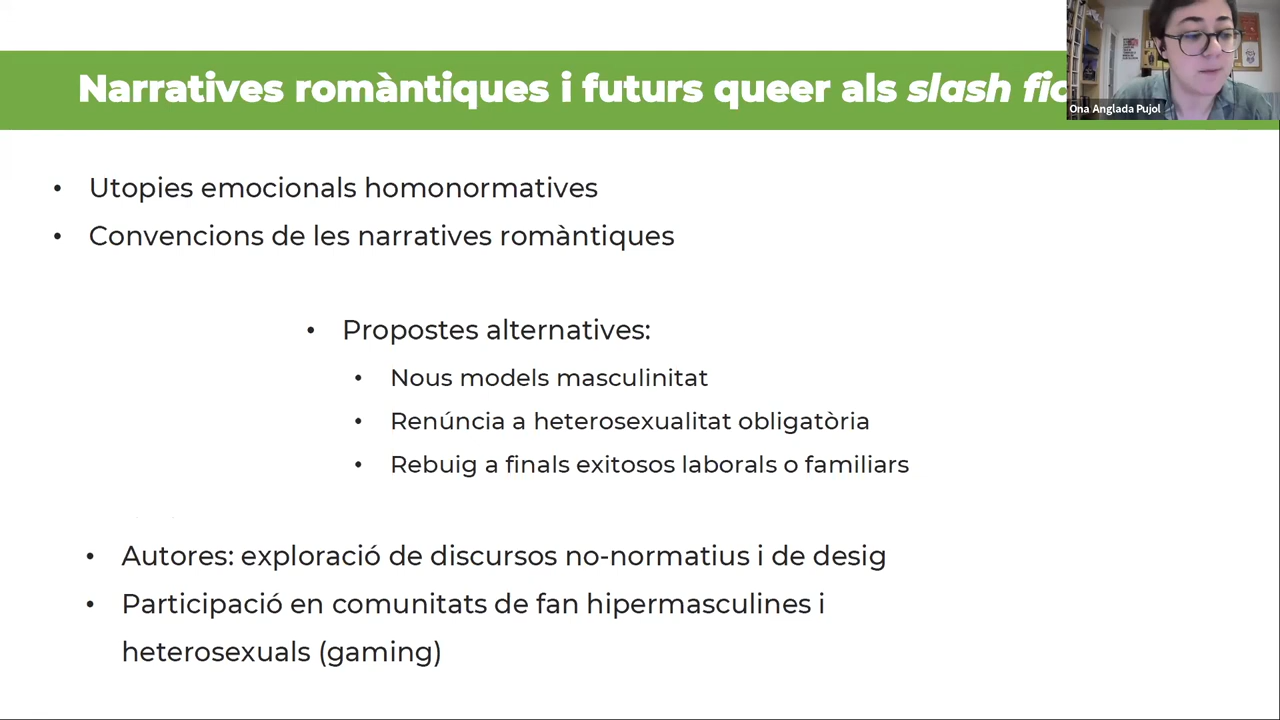 Narratives romàntiques i futurs queer als slash fic
Ona Anglada Pujol
• Utopies emocionals homonormatives
• Convencions de les narratives romàntiques
• Propostes alternatives:
• Nous models masculinitat
• Renúncia a heterosexualitat obligatòria
• Rebuig a finals exitosos laborals o familiars
• Autores: exploració de discursos no-normatius i de desig
• Participació en comunitats de fan hipermasculines i
heterosexuals (gaming)